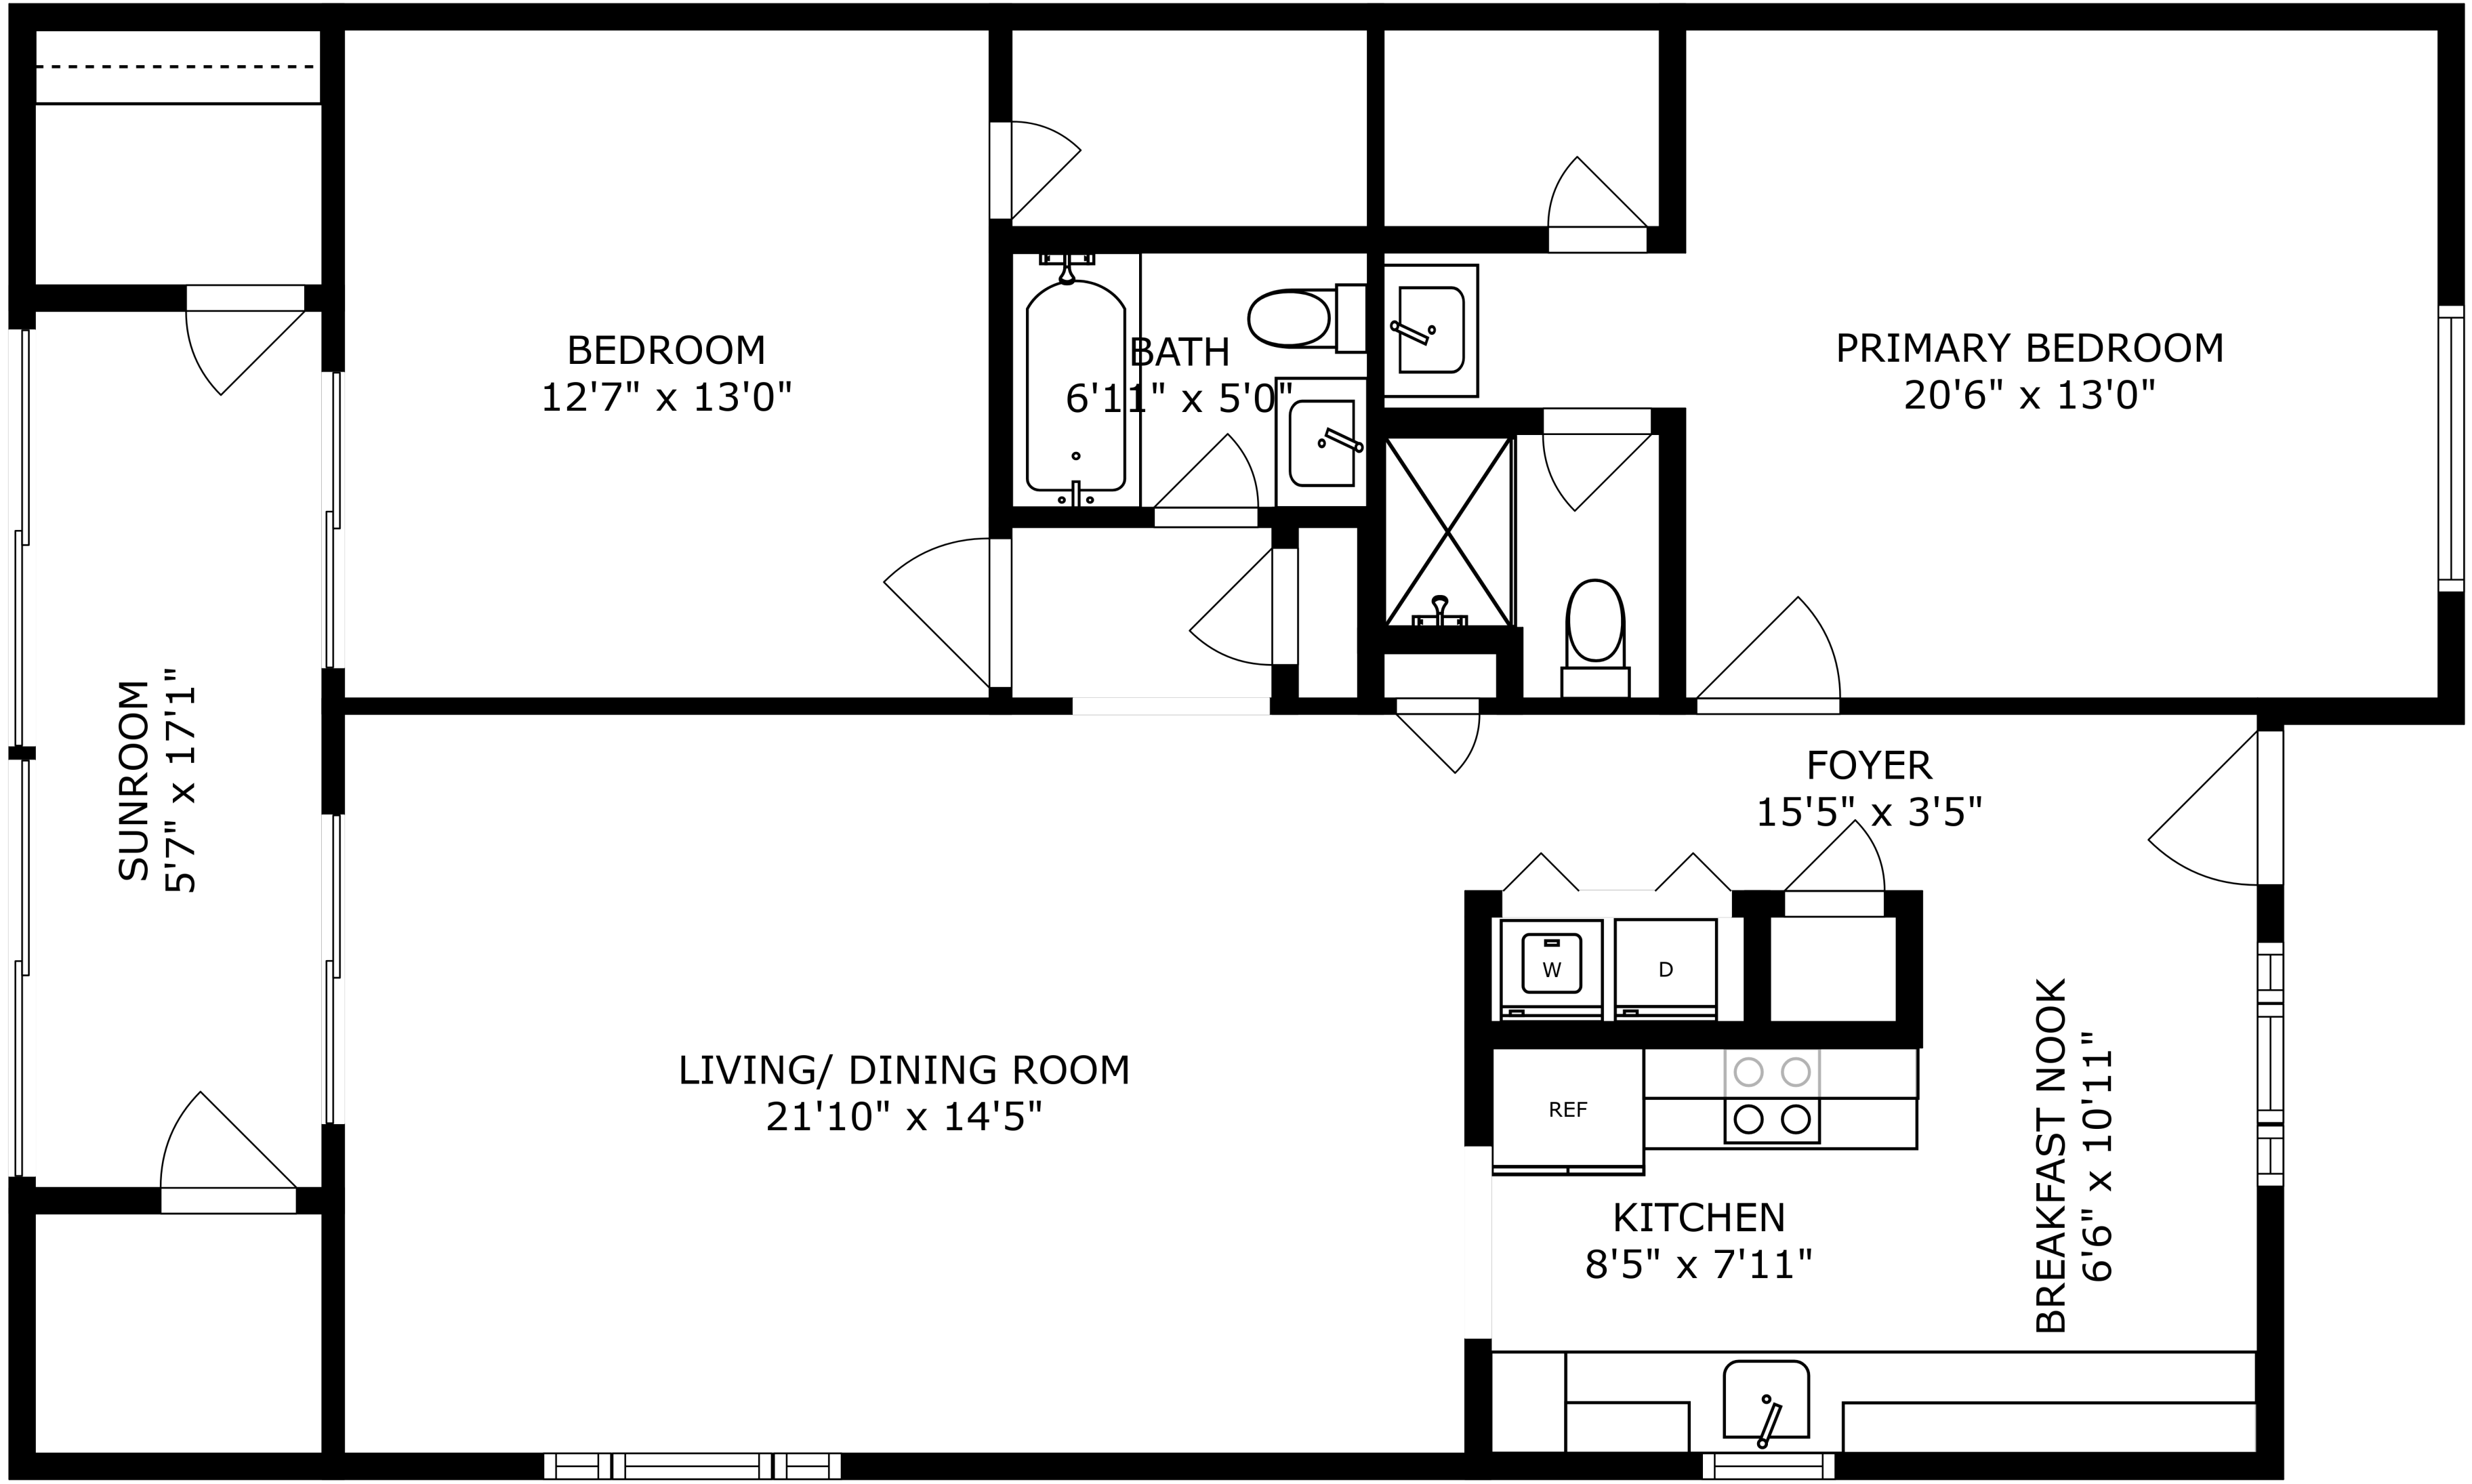 BEDROOM
12'7" x 13'0"
BATH
6'11" x 5'0"
PRIMARY BEDROOM
20'6" x 13'0"
SUNROOM
5'7" x 17'1"
FOYER
15'5" x 3'5"
W
D
LIVING/ DINING ROOM
21'10" x 14'5"
REF
KITCHEN
8'5" x 7'11"
BREAKFAST NOOK
6'6" x 10'11"